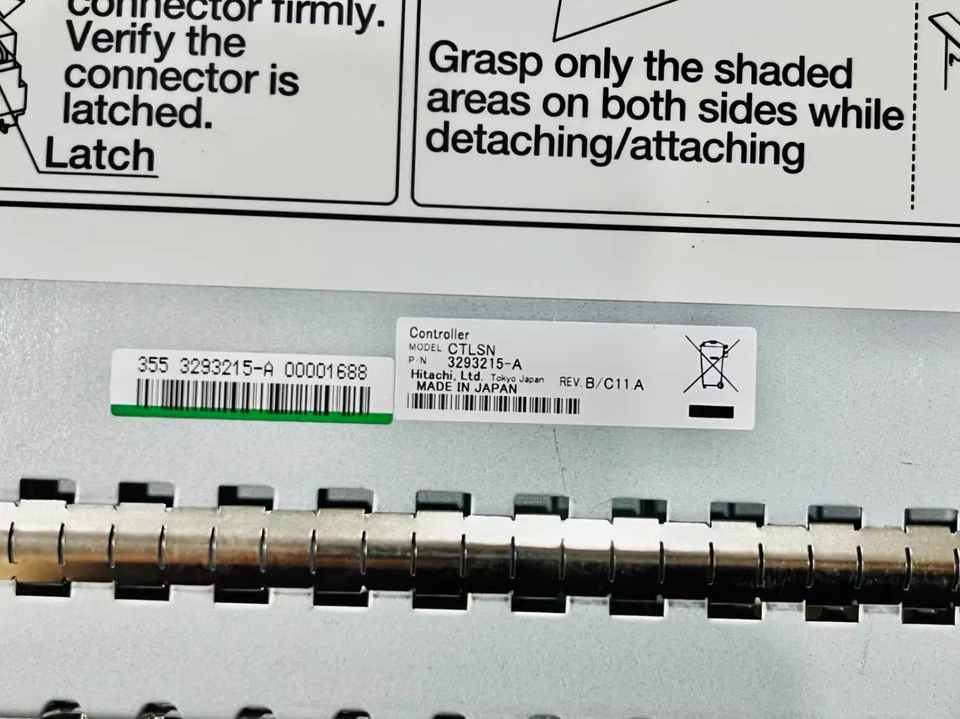 connector firmly.
Verify the
connector is
latched.
Latch
Grasp only the shaded
areas on both sides while
detaching/attaching
355 3293215-A 00001688
Controller
MODEL CTLSN
P/N 3293215-A
Hitachi, Ltd. Tokyo Japan REV. B/C11.A
MADE IN JAPAN